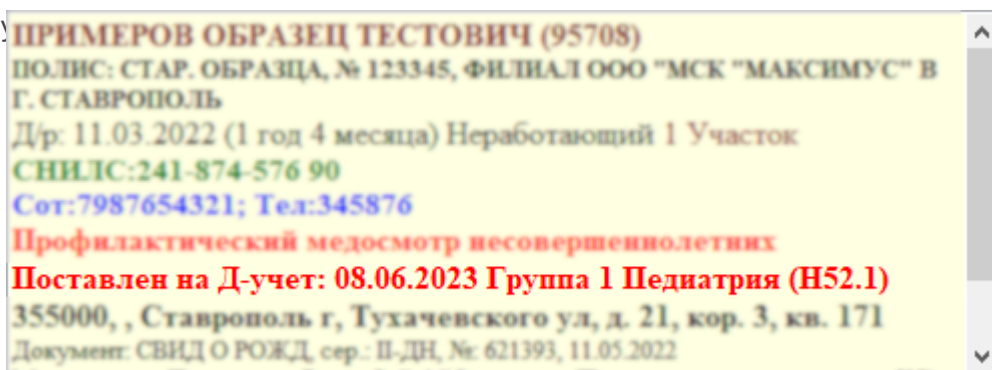 ПРИМЕРОВ ОБРАЗЕЦ ТЕСТОВИЧ (95708)
ПОЛИС: СТАР. ОБРАЗЦА, № 123345, ФИЛИАЛ ООО "МСК "МАКСИМУС" В
Г. СТАВРОПОЛЬ
Д/р: 11.03.2022 (1 год 4 месяца) Неработающий 1 Участок
СНИЛС:241-874-576 90
Сот:7987654321; Тел:345876
Профилактический медосмотр несовершеннолетних
Поставлен на Д-учет: 08.06.2023 Группа 1 Педиатрия (H52.1)
355000, , Ставрополь г, Тухачевского ул, д. 21, кор. 3, кв. 171
Документ: СВИД О РОЖД, сер.: II-ДН, №: 621393, 11.05.2022